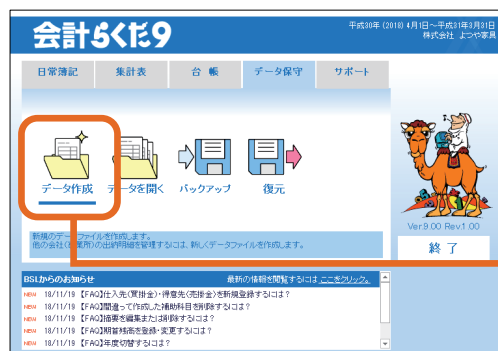 会計らくだ9
平成30年(2018) 4月1日～平成31年3月31日
株式会社 よつや家具
日常簿記 集計表 台 帳 データ保守 サポート
データ作成 データを開く バックアップ 復元
新規のデータファイルを作成します。
他の会社(事業所)の出納明細を管理するには、新しくデータファイルを作成します。
Ver.9.00 Rev.1.00
終 了
BSLからのお知らせ 最新の情報を閲覧するには ここをクリック。
NEW 18/11/19 【FAQ】仕入先(買掛金)・得意先(売掛金)を新規登録するには？
NEW 18/11/19 【FAQ】間違って作成した補助科目を削除するには？
NEW 18/11/19 【FAQ】摘要を編集または削除するには？
NEW 18/11/19 【FAQ】期首残高を登録・変更するには？
NEW 18/11/19 【FAQ】年度切替するには？